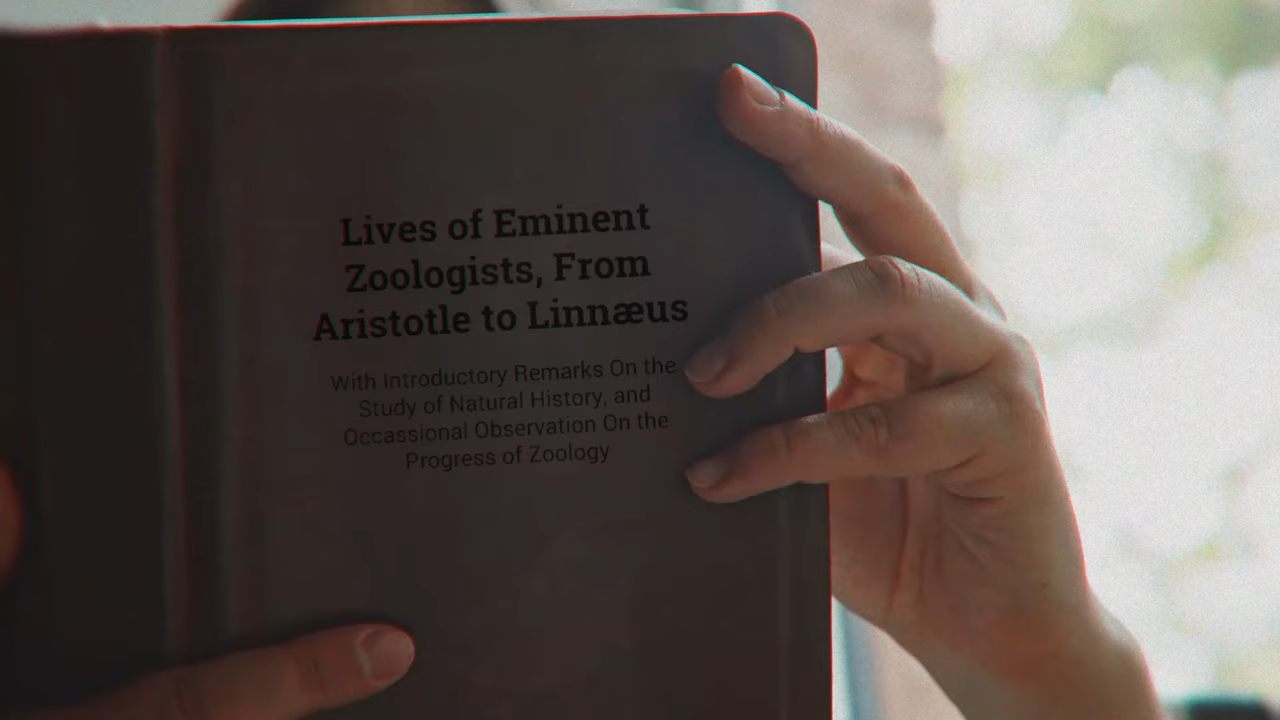 Lives of Eminent
Zoologists, From
Aristotle to Linnæus
With Introductory Remarks On the
Study of Natural History, and
Occassional Observation On the
Progress of Zoology